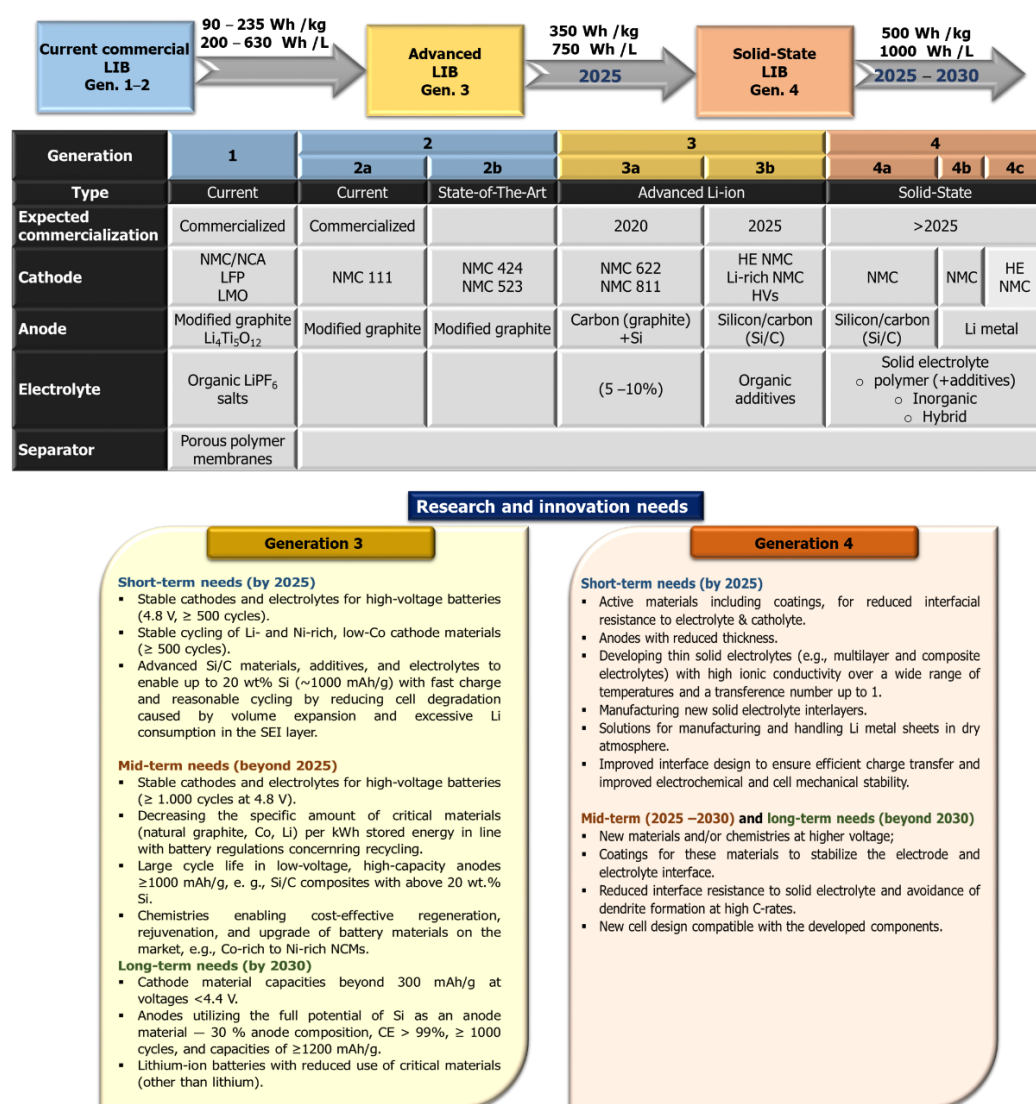 Current commercial
LIB
Gen. 1–2
90 – 235 Wh /kg
200 – 630 Wh /L
Advanced
LIB
Gen. 3
350 Wh /kg
750 Wh /L
2025
Solid-State
LIB
Gen. 4
500 Wh /kg
1000 Wh /L
2025 – 2030
Generation
1
2
3
4
2a
2b
3a
3b
4a
4b
4c
Type
Current
Current
State-of-The-Art
Advanced Li-ion
Solid-State
Expected
commercialization
Commercialized
Commercialized
2020
2025
>2025
Cathode
NMC/NCA
LFP
LMO
NMC 111
NMC 424
NMC 523
NMC 622
NMC 811
HE NMC
Li-rich NMC
HVs
NMC
NMC
HE
NMC
Anode
Modified graphite
Li₄Ti₅O₁₂
Modified graphite
Modified graphite
Carbon (graphite)
+Si
Silicon/carbon
(Si/C)
Silicon/carbon
(Si/C)
Li metal
Electrolyte
Organic LiPF₆
salts
(5 –10%)
Organic
additives
Solid electrolyte
○ polymer (+additives)
○ Inorganic
○ Hybrid
Separator
Porous polymer
membranes
Research and innovation needs
Generation 3
Short-term needs (by 2025)
▪ Stable cathodes and electrolytes for high-voltage batteries
(4.8 V, ≥ 500 cycles).
▪ Stable cycling of Li- and Ni-rich, low-Co cathode materials
(≥ 500 cycles).
▪ Advanced Si/C materials, additives, and electrolytes to
enable up to 20 wt% Si (~1000 mAh/g) with fast charge
and reasonable cycling by reducing cell degradation
caused by volume expansion and excessive Li
consumption in the SEI layer.
Mid-term needs (beyond 2025)
▪ Stable cathodes and electrolytes for high-voltage batteries
(≥ 1.000 cycles at 4.8 V).
▪ Decreasing the specific amount of critical materials
(natural graphite, Co, Li) per kWh stored energy in line
with battery regulations concernring recycling.
▪ Large cycle life in low-voltage, high-capacity anodes
≥1000 mAh/g, e. g., Si/C composites with above 20 wt.%
Si.
▪ Chemistries enabling cost-effective regeneration,
rejuvenation, and upgrade of battery materials on the
market, e.g., Co-rich to Ni-rich NCMs.
Long-term needs (by 2030)
▪ Cathode material capacities beyond 300 mAh/g at
voltages <4.4 V.
▪ Anodes utilizing the full potential of Si as an anode
material — 30 % anode composition, CE > 99%, ≥ 1000
cycles, and capacities of ≥1200 mAh/g.
▪ Lithium-ion batteries with reduced use of critical materials
(other than lithium).
Generation 4
Short-term needs (by 2025)
▪ Active materials including coatings, for reduced interfacial
resistance to electrolyte & catholyte.
▪ Anodes with reduced thickness.
▪ Developing thin solid electrolytes (e.g., multilayer and composite
electrolytes) with high ionic conductivity over a wide range of
temperatures and a transference number up to 1.
▪ Manufacturing new solid electrolyte interlayers.
▪ Solutions for manufacturing and handling Li metal sheets in dry
atmosphere.
▪ Improved interface design to ensure efficient charge transfer and
improved electrochemical and cell mechanical stability.
Mid-term (2025 –2030) and long-term needs (beyond 2030)
▪ New materials and/or chemistries at higher voltage;
▪ Coatings for these materials to stabilize the electrode and
electrolyte interface.
▪ Reduced interface resistance to solid electrolyte and avoidance of
dendrite formation at high C-rates.
▪ New cell design compatible with the developed components.